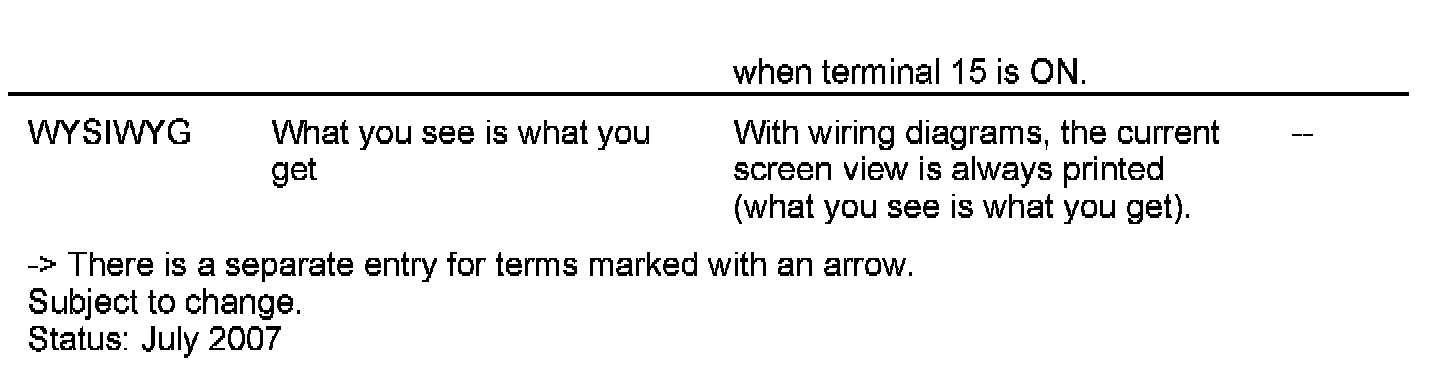 when terminal 15 is ON.
WYSIWYG What you see is what you With wiring diagrams, the current --
get screen view is always printed
(what you see is what you get).
-> There is a separate entry for terms marked with an arrow.
Subject to change.
Status: July 2007